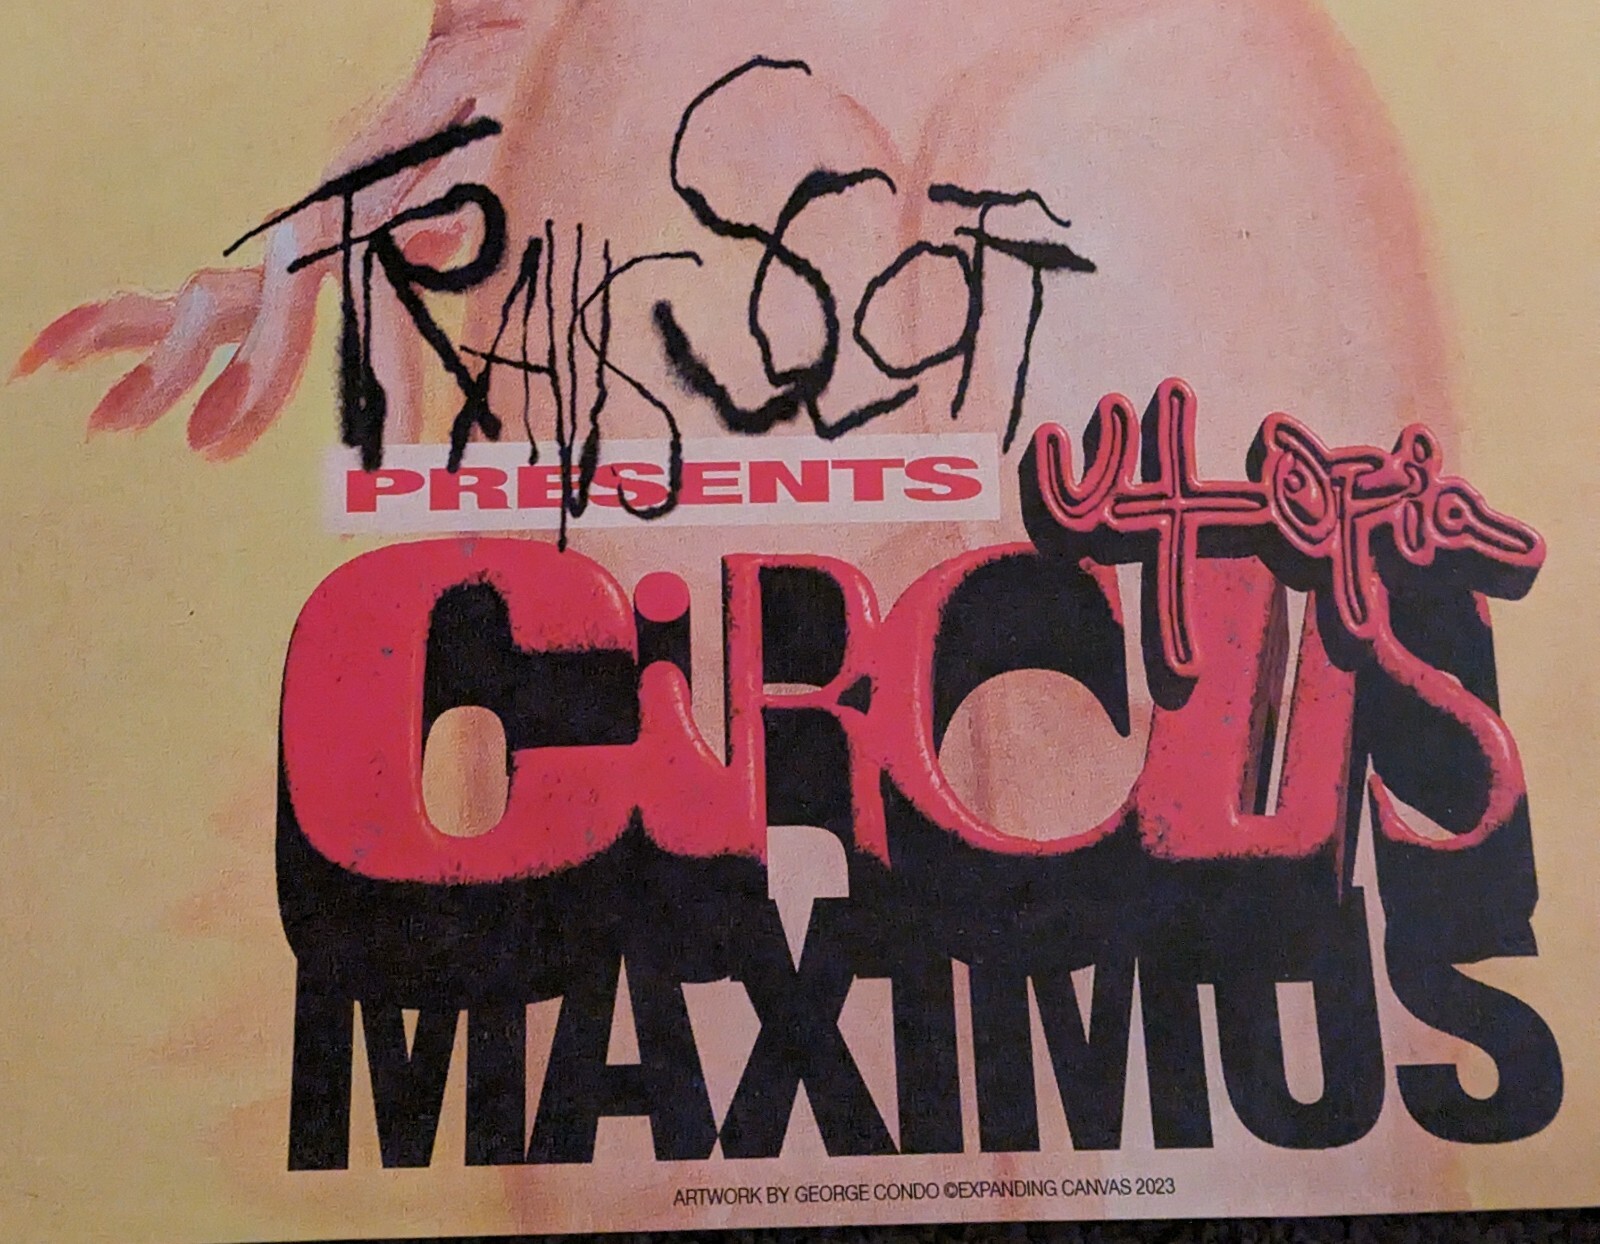 TRAVIS SCOTT
PRESENTS
UTOPiA
CiRCUS
MAXIMUS
ARTWORK BY GEORGE CONDO ©EXPANDING CANVAS 2023